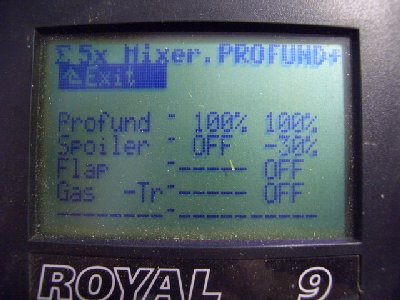 Σ5x Mixer.PROFUND+
Exit
Profund 100% 100%
Spoiler OFF -30%
Flap ------ OFF
Gas -Tr ------ OFF
------- ------ ------
ROYAL 9